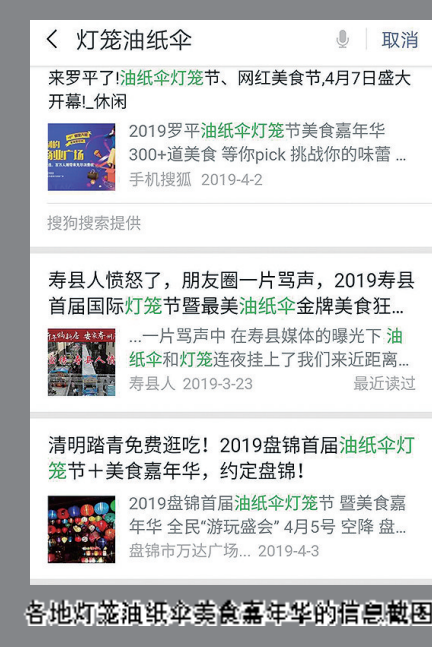 灯笼油纸伞
取消
来罗平了!油纸伞灯笼节、网红美食节,4月7日盛大
开幕!_休闲
2019罗平油纸伞灯笼节美食嘉年华
300+道美食 等你pick 挑战你的味蕾 ...
手机搜狐 2019-4-2
搜狗搜索提供
寿县人愤怒了，朋友圈一片骂声，2019寿县
首届国际灯笼节暨最美油纸伞金牌美食狂...
...一片骂声中 在寿县媒体的曝光下 油
纸伞和灯笼连夜挂上了我们来近距离...
寿县人 2019-3-23
最近读过
清明踏青免费逛吃！2019盘锦首届油纸伞灯
笼节＋美食嘉年华，约定盘锦！
2019盘锦首届油纸伞灯笼节 暨美食嘉
年华 全民“游玩盛会” 4月5号 空降 盘...
盘锦市万达广场... 2019-4-3
各地灯笼油纸伞美食嘉年华的信息截图